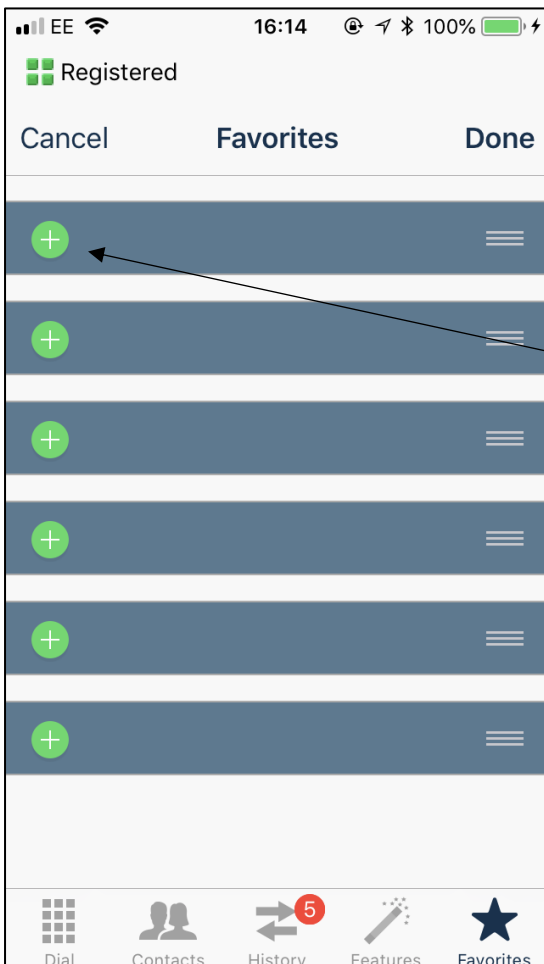 EE 16:14 100%
Registered
Cancel Favorites Done
5
Dial Contacts History Features Favorites